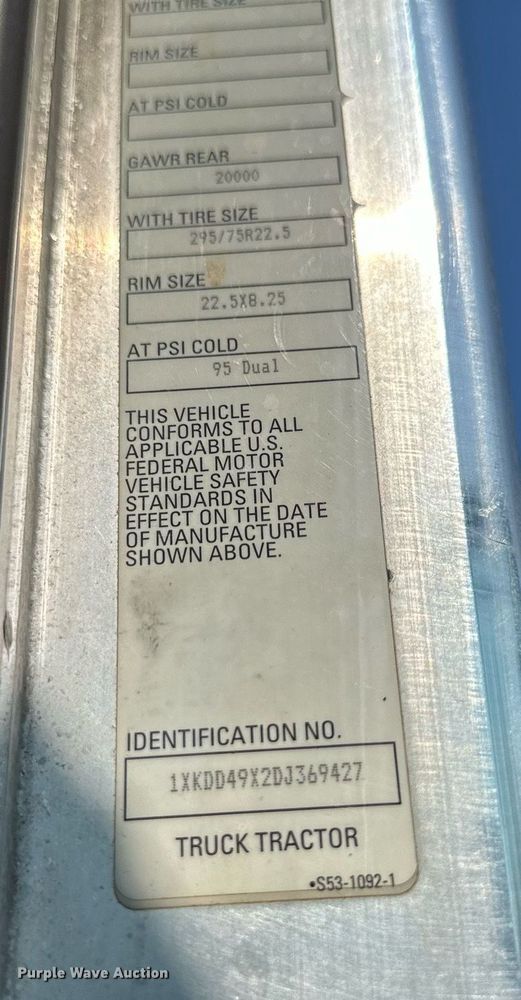 WITH TIRE SIZE
RIM SIZE
AT PSI COLD
GAWR REAR
20000
WITH TIRE SIZE
295/75R22.5
RIM SIZE
22.5X8.25
AT PSI COLD
95 Dual
THIS VEHICLE
CONFORMS TO ALL
APPLICABLE U.S.
FEDERAL MOTOR
VEHICLE SAFETY
STANDARDS IN
EFFECT ON THE DATE
OF MANUFACTURE
SHOWN ABOVE.
IDENTIFICATION NO.
1XKDD49X2DJ369427
TRUCK TRACTOR
•S53-1092-1
Purple Wave Auction